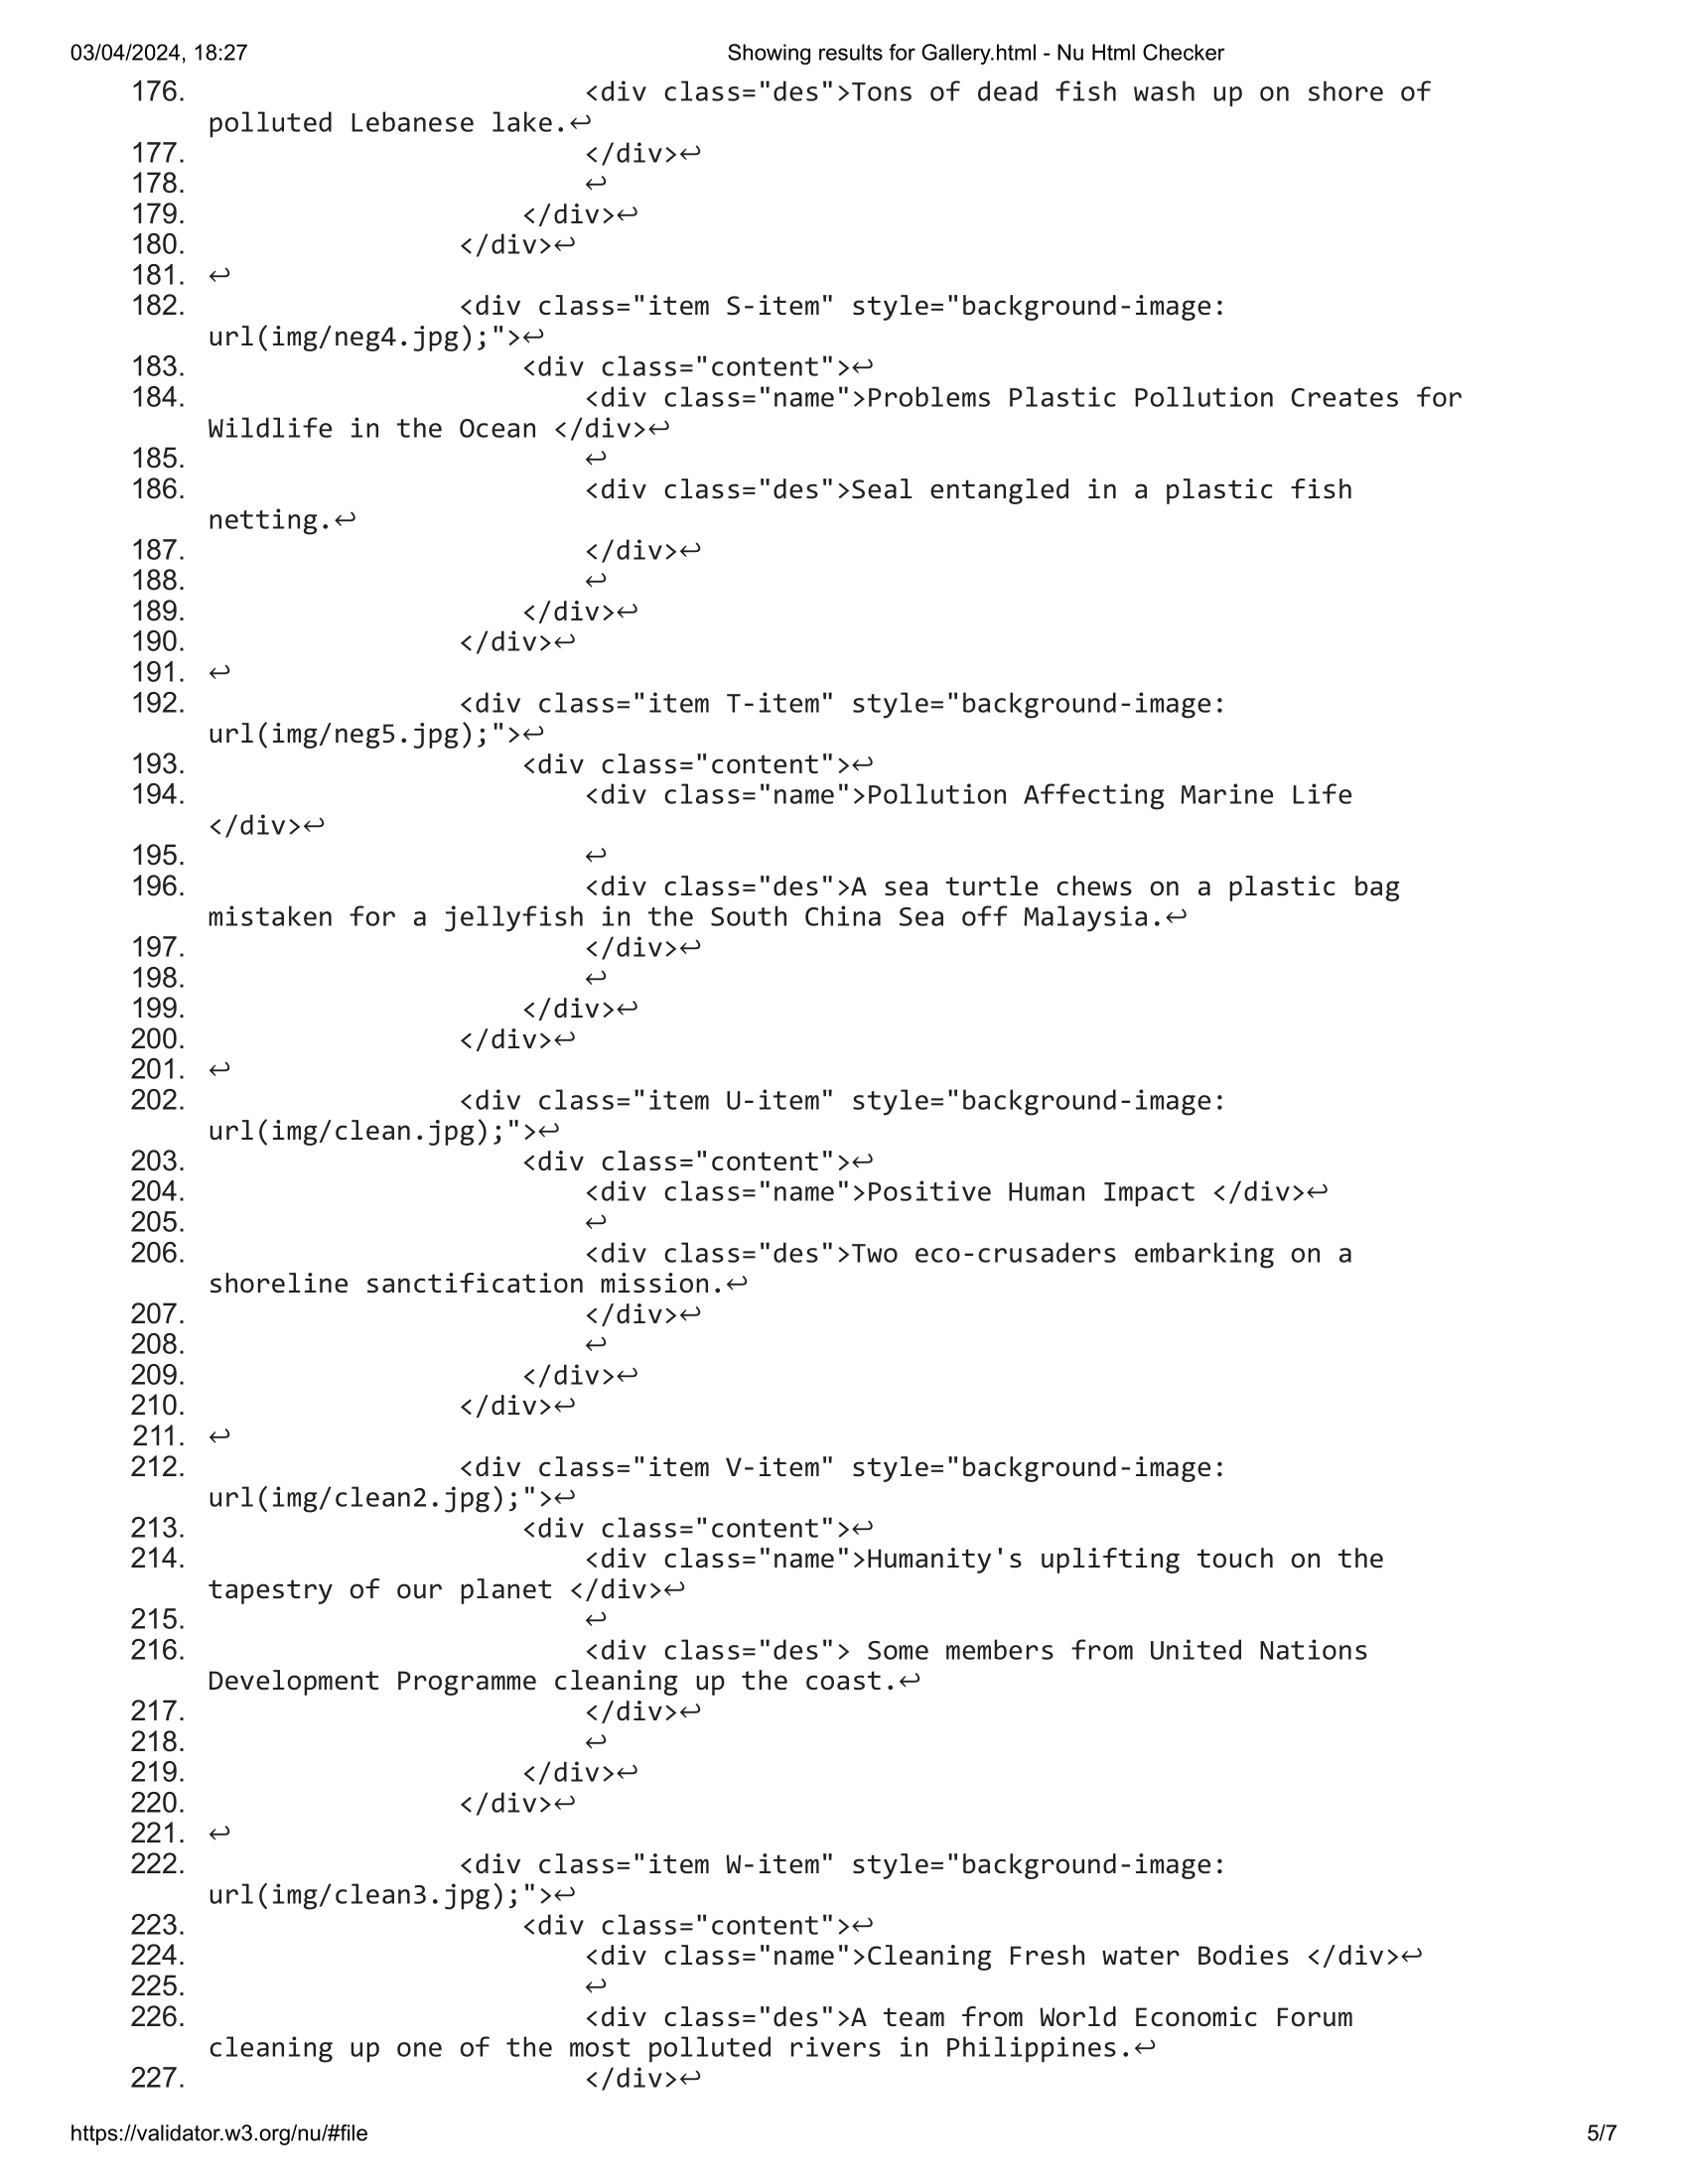 03/04/2024, 18:27 Showing results for Gallery.html - Nu Html Checker
176. <div class="des">Tons of dead fish wash up on shore of
polluted Lebanese lake.↩
177. </div>↩
178. ↩
179. </div>↩
180. </div>↩
181. ↩
182. <div class="item S-item" style="background-image:
url(img/neg4.jpg);">↩
183. <div class="content">↩
184. <div class="name">Problems Plastic Pollution Creates for
Wildlife in the Ocean </div>↩
185. ↩
186. <div class="des">Seal entangled in a plastic fish
netting.↩
187. </div>↩
188. ↩
189. </div>↩
190. </div>↩
191. ↩
192. <div class="item T-item" style="background-image:
url(img/neg5.jpg);">↩
193. <div class="content">↩
194. <div class="name">Pollution Affecting Marine Life
</div>↩
195. ↩
196. <div class="des">A sea turtle chews on a plastic bag
mistaken for a jellyfish in the South China Sea off Malaysia.↩
197. </div>↩
198. ↩
199. </div>↩
200. </div>↩
201. ↩
202. <div class="item U-item" style="background-image:
url(img/clean.jpg);">↩
203. <div class="content">↩
204. <div class="name">Positive Human Impact </div>↩
205. ↩
206. <div class="des">Two eco-crusaders embarking on a
shoreline sanctification mission.↩
207. </div>↩
208. ↩
209. </div>↩
210. </div>↩
211. ↩
212. <div class="item V-item" style="background-image:
url(img/clean2.jpg);">↩
213. <div class="content">↩
214. <div class="name">Humanity's uplifting touch on the
tapestry of our planet </div>↩
215. ↩
216. <div class="des"> Some members from United Nations
Development Programme cleaning up the coast.↩
217. </div>↩
218. ↩
219. </div>↩
220. </div>↩
221. ↩
222. <div class="item W-item" style="background-image:
url(img/clean3.jpg);">↩
223. <div class="content">↩
224. <div class="name">Cleaning Fresh water Bodies </div>↩
225. ↩
226. <div class="des">A team from World Economic Forum
cleaning up one of the most polluted rivers in Philippines.↩
227. </div>↩
https://validator.w3.org/nu/#file 5/7